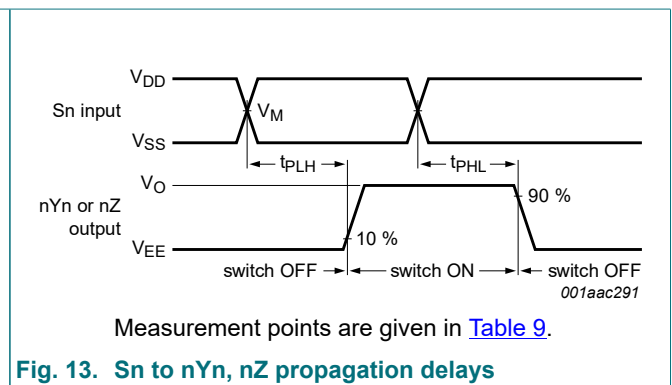 VDD
Sn input
VM
VSS
tPLH
tPHL
VO
90 %
nYn or nZ
output
10 %
VEE
switch OFF
switch ON
switch OFF
001aac291
Measurement points are given in Table 9.
Fig. 13. Sn to nYn, nZ propagation delays